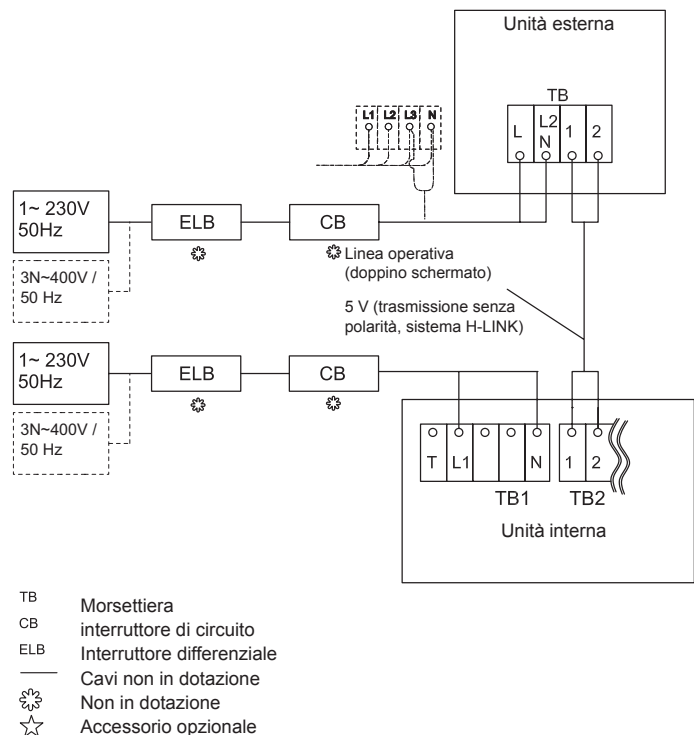 Unità esterna
TB
L
L2
N
1
2
L1
L2
L3
N
1~ 230V
50Hz
ELB
CB
3N~400V /
50 Hz
Linea operativa
(doppino schermato)
5 V (trasmissione senza
polarità, sistema H-LINK)
1~ 230V
50Hz
ELB
CB
3N~400V /
50 Hz
T
L1
N
1
2
TB1
TB2
Unità interna
TB Morsettiera
CB interruttore di circuito
ELB Interruttore differenziale
Cavi non in dotazione
Non in dotazione
Accessorio opzionale